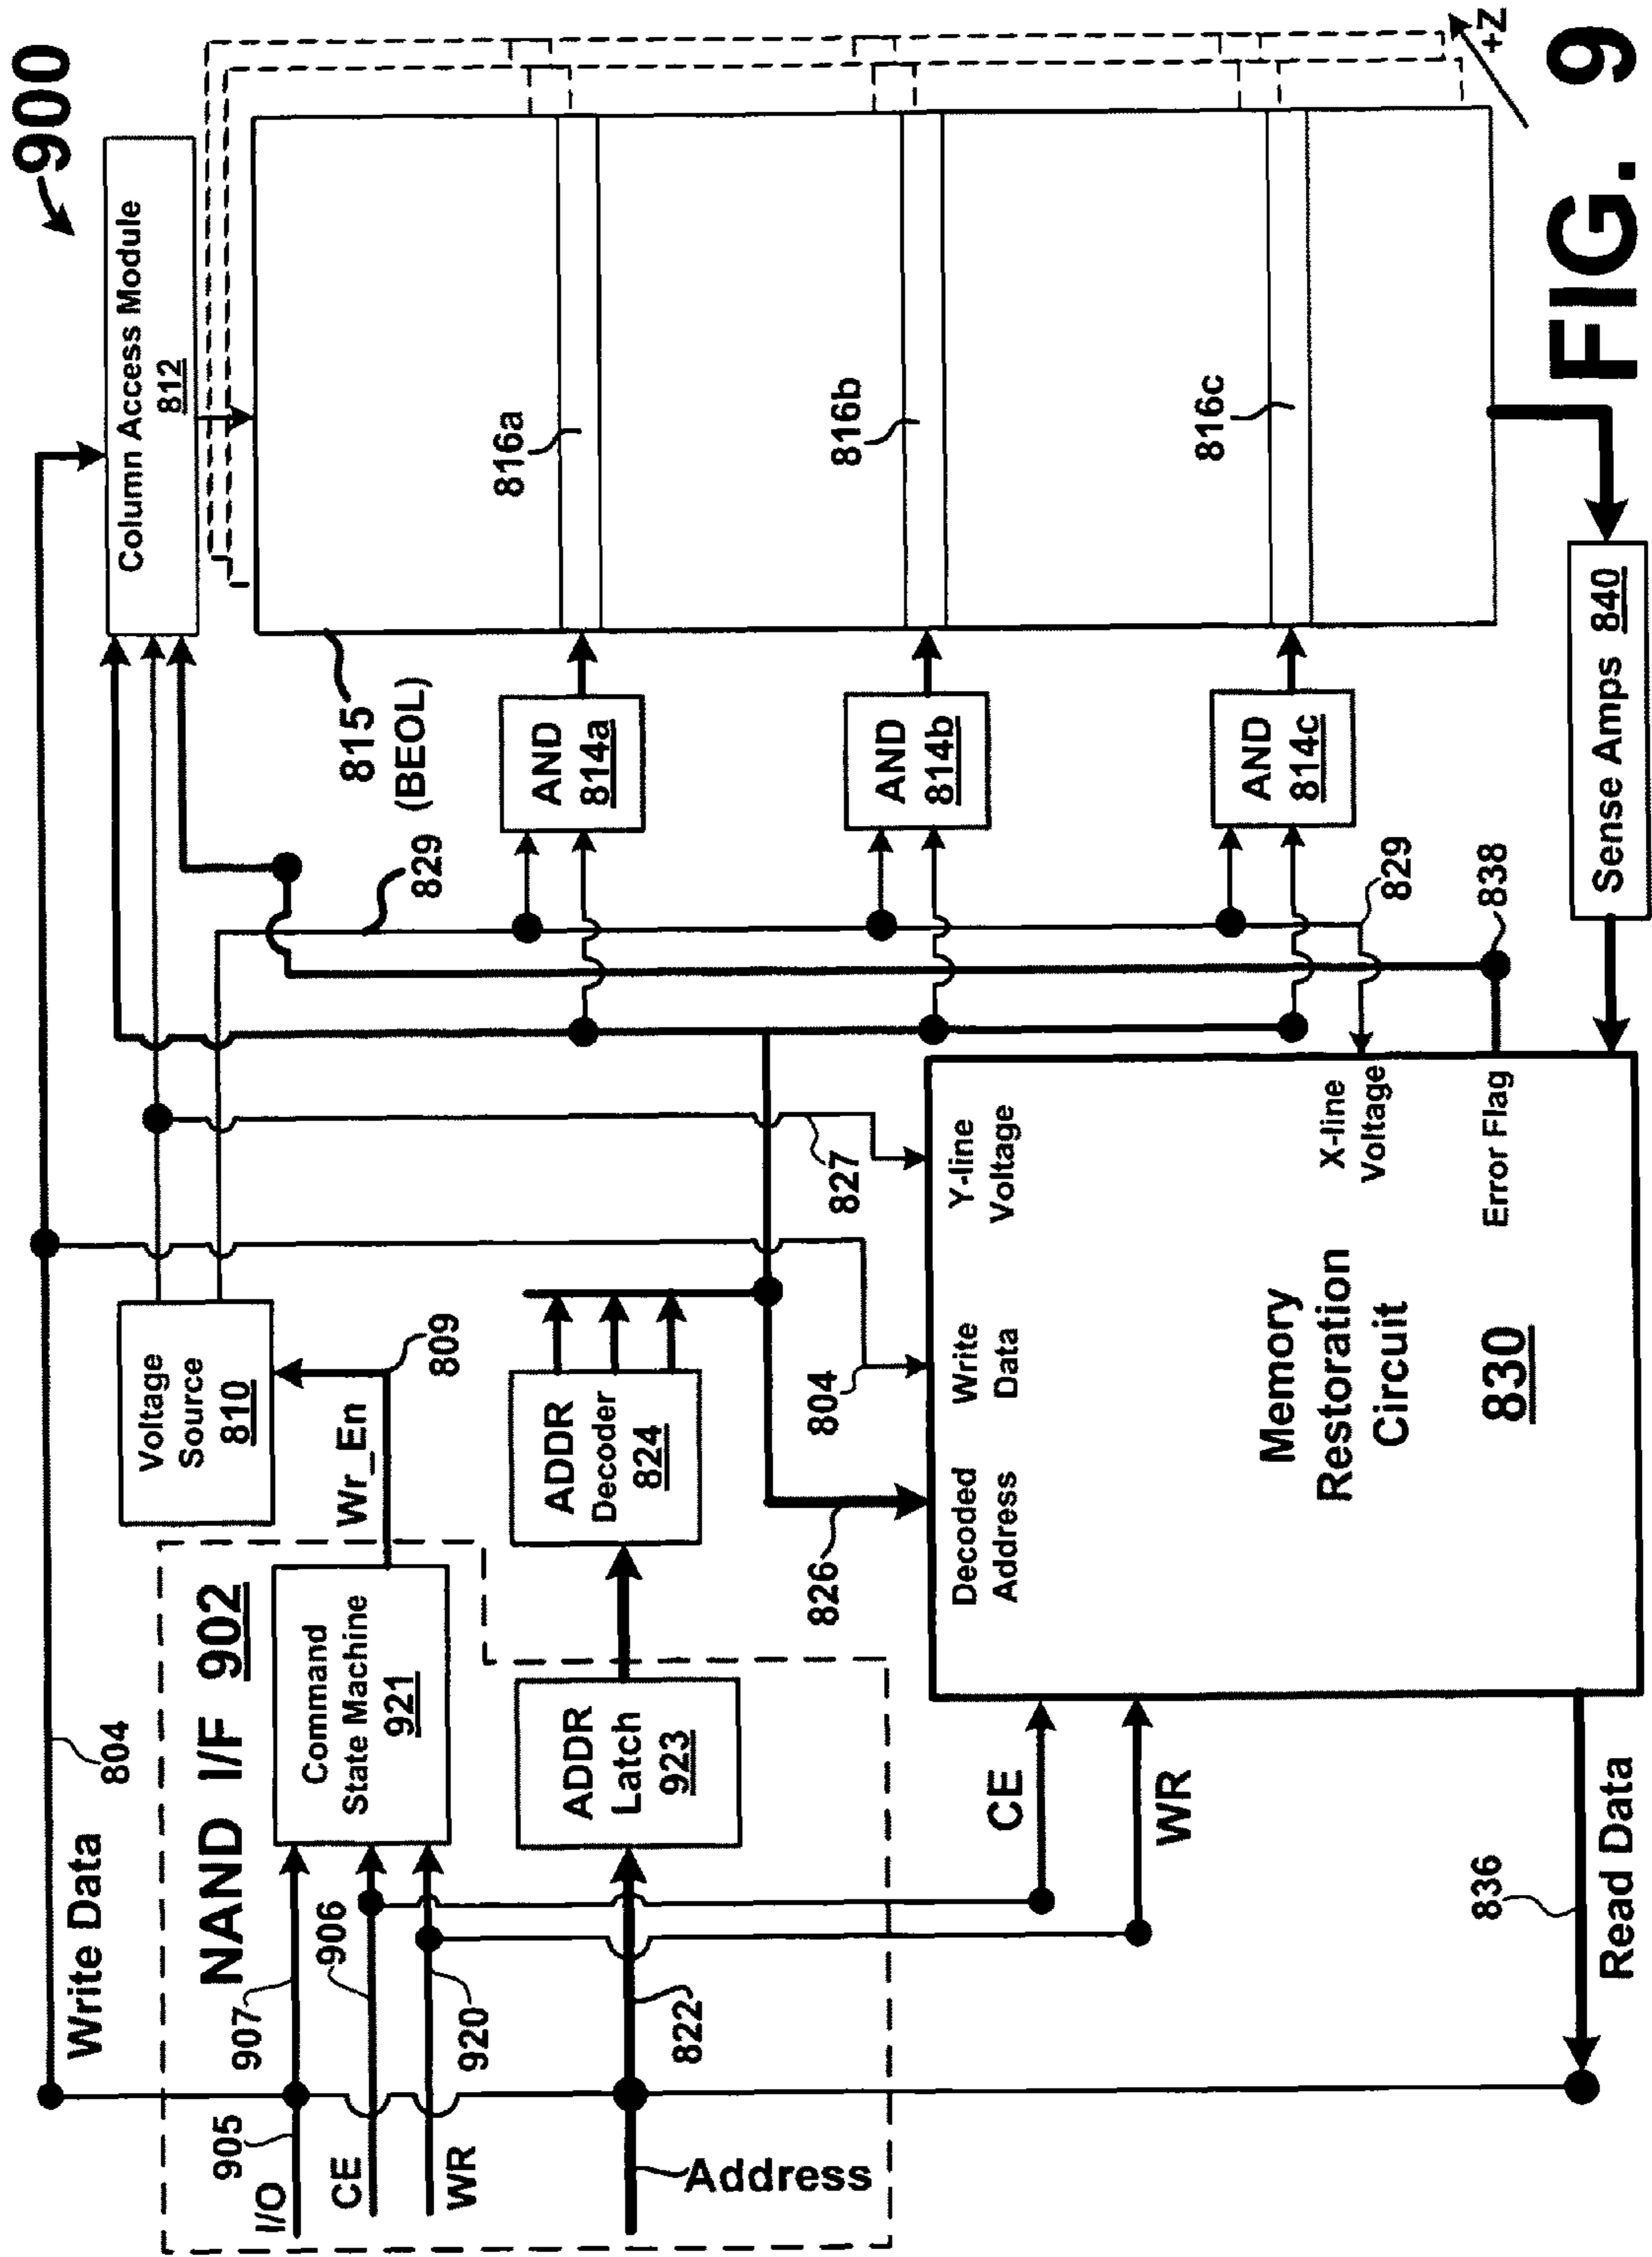 900
804
Write Data
Column Access Module
812
NAND I/F 902
Voltage
Source
810
Wr_En
809
905
907
I/O
906
CE
920
WR
Command
State Machine
921
815
(BEOL)
829
816a
816b
816c
ADDR
Latch
923
ADDR
Decoder
824
822
Address
AND
814a
AND
814b
AND
814c
826
804
827
829
838
CE
WR
Decoded
Address
Write
Data
Y-line
Voltage
X-line
Voltage
Error Flag
Memory
Restoration
Circuit
830
Sense Amps 840
836
Read Data
+Z
FIG. 9